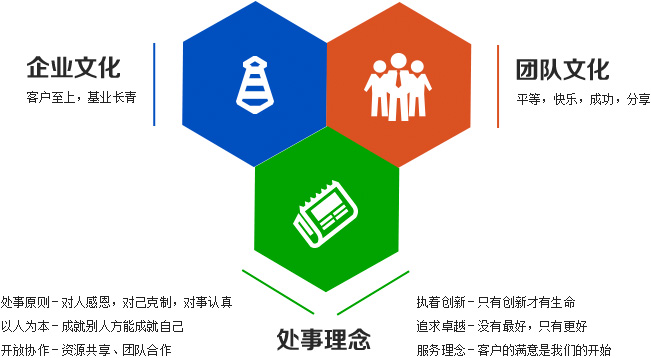 企业文化
客户至上，基业长青
团队文化
平等，快乐，成功，分享
处事原则－对人感恩，对己克制，对事认真
以人为本－成就别人方能成就自己
开放协作－资源共享、团队合作
处事理念
执着创新－只有创新才有生命
追求卓越－没有最好，只有更好
服务理念－客户的满意是我们的开始